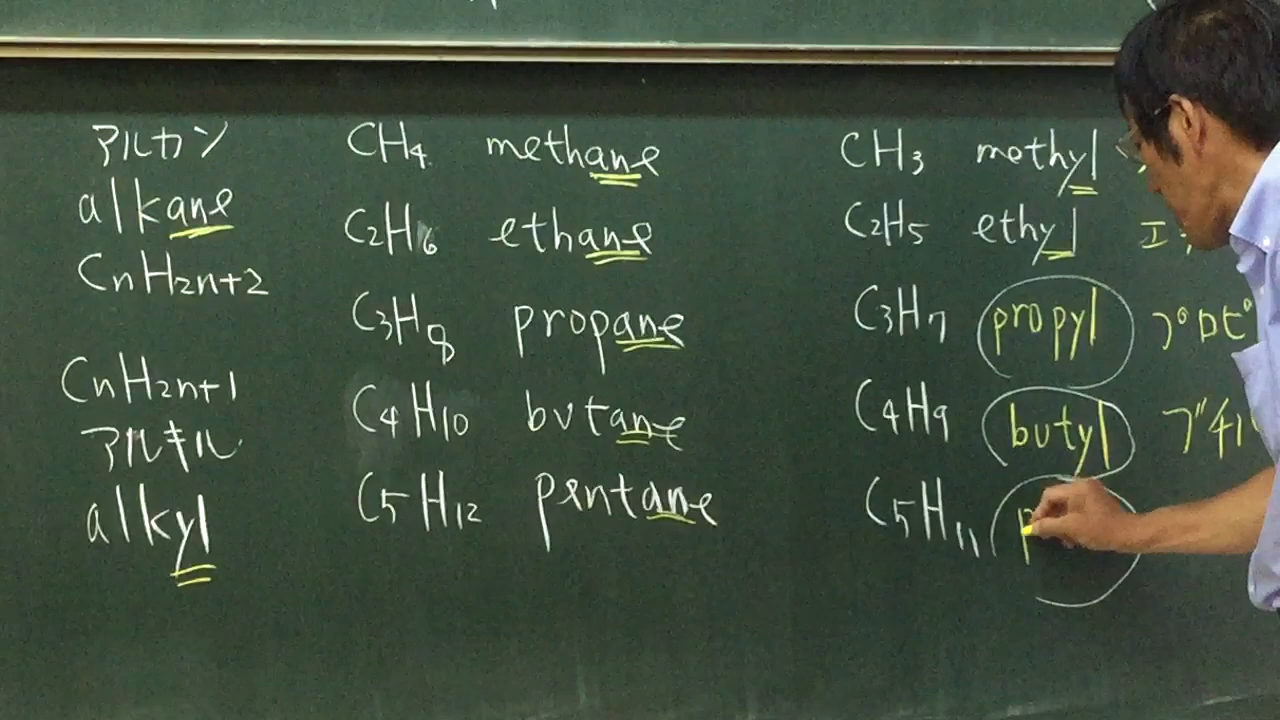 アルカン
alkane
CnH2n+2
CnH2n+1
アルキル
alkyl
CH4 methane
C2H6 ethane
C3H8 propane
C4H10 butane
C5H12 pentane
CH3 methyl
C2H5 ethyl
C3H7 propyl プロピ
C4H9 butyl ブチル
C5H11 p